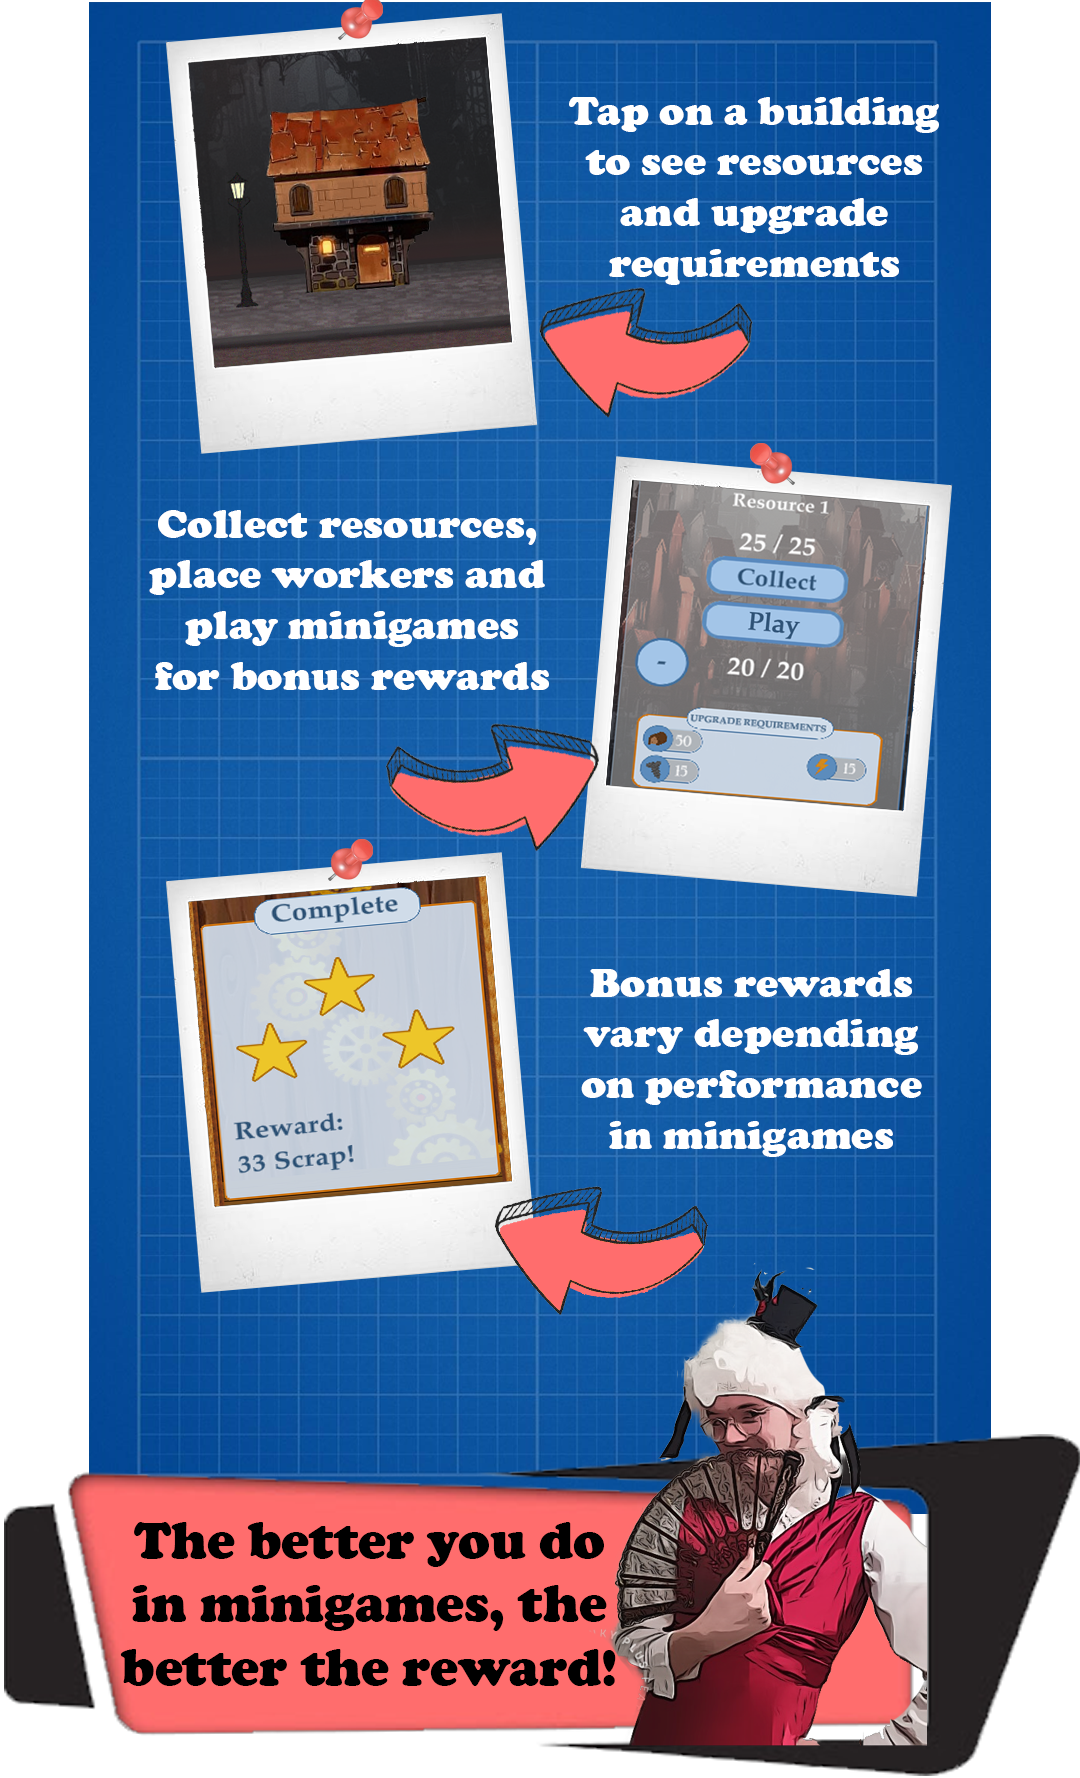 Tap on a building
to see resources
and upgrade
requirements
Collect resources,
place workers and
play minigames
for bonus rewards
Resource 1
25 / 25
Collect
Play
-
20 / 20
UPGRADE REQUIREMENTS
50
15
15
Complete
Reward:
33 Scrap!
Bonus rewards
vary depending
on performance
in minigames
The better you do
in minigames, the
better the reward!